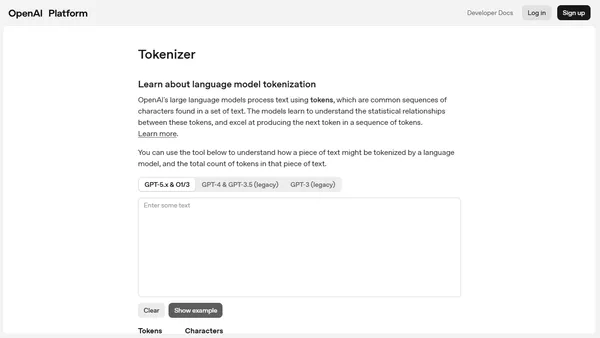 OpenAI Platform
Developer Docs
Log in
Sign up
Tokenizer
Learn about language model tokenization
OpenAI's large language models process text using tokens, which are common sequences of
characters found in a set of text. The models learn to understand the statistical relationships
between these tokens, and excel at producing the next token in a sequence of tokens.
Learn more.
You can use the tool below to understand how a piece of text might be tokenized by a language
model, and the total count of tokens in that piece of text.
GPT-5.x & O1/3
GPT-4 & GPT-3.5 (legacy)
GPT-3 (legacy)
Enter some text
Clear
Show example
Tokens
Characters